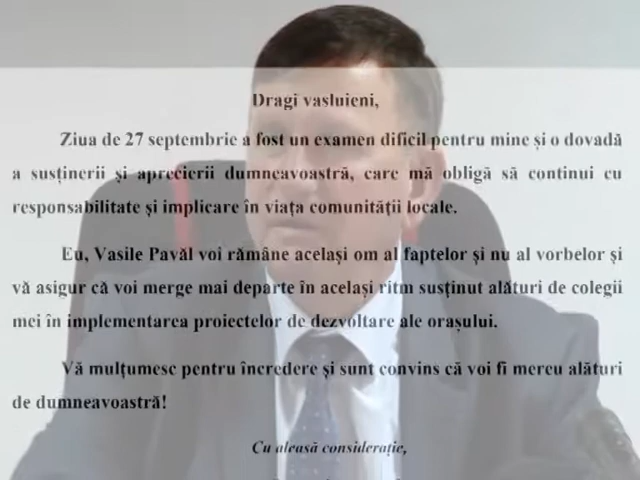 Dragi vasluieni,
Ziua de 27 septembrie a fost un examen dificil pentru mine și o dovadă
a susținerii și aprecierii dumneavoastră, care mă obligă să continui cu
responsabilitate și implicare în viața comunității locale.
Eu, Vasile Pavăl voi rămâne același om al faptelor și nu al vorbelor și
vă asigur că voi merge mai departe în același ritm susținut alături de colegii
mei în implementarea proiectelor de dezvoltare ale orașului.
Vă mulțumesc pentru încredere și sunt convins că voi fi mereu alături
de dumneavoastră!
Cu aleasă considerație,